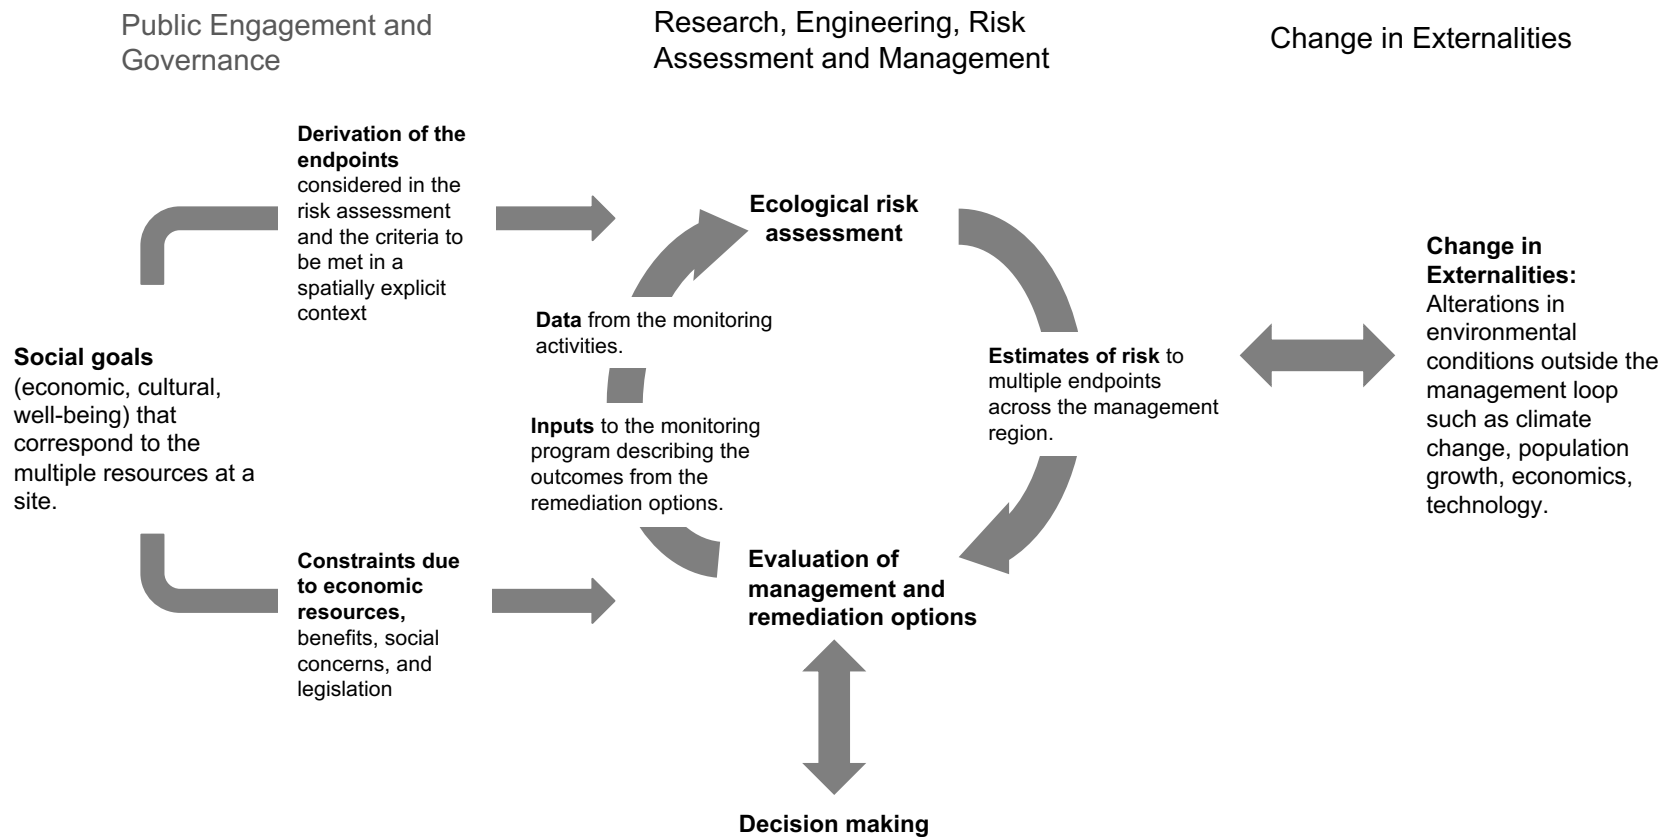 Public Engagement and
Governance
Research, Engineering, Risk
Assessment and Management
Change in Externalities
Derivation of the
endpoints
considered in the
risk assessment
and the criteria to
be met in a
spatially explicit
context
Social goals
(economic, cultural,
well-being) that
correspond to the
multiple resources at a
site.
Constraints due
to economic
resources,
benefits, social
concerns, and
legislation
Ecological risk
assessment
Data from the monitoring
activities.
Inputs to the monitoring
program describing the
outcomes from the
remediation options.
Estimates of risk to
multiple endpoints
across the management
region.
Evaluation of
management and
remediation options
Decision making
Change in
Externalities:
Alterations in
environmental
conditions outside the
management loop
such as climate
change, population
growth, economics,
technology.